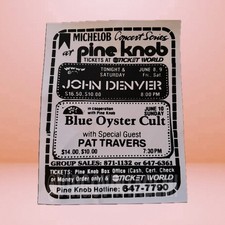 MICHELOB Concert Series
at pine knob
TICKETS AT TICKET WORLD
TONIGHT & SATURDAY
JUNE 8, 9
Fri., Sat.
JOHN DENVER
$16.50, $10.00
8:00 PM
in cooperation with Pine Knob
JUNE 10
SUNDAY
Blue Oyster Cult
with Special Guest
PAT TRAVERS
$14.00, $10.00
7:30 PM
GROUP SALES: 871-1132 or 647-6361
TICKETS: Pine Knob Box Office (Cash, Cert. Check
or Money Order only) & TICKET WORLD
Pine Knob Hotline: 647-7790